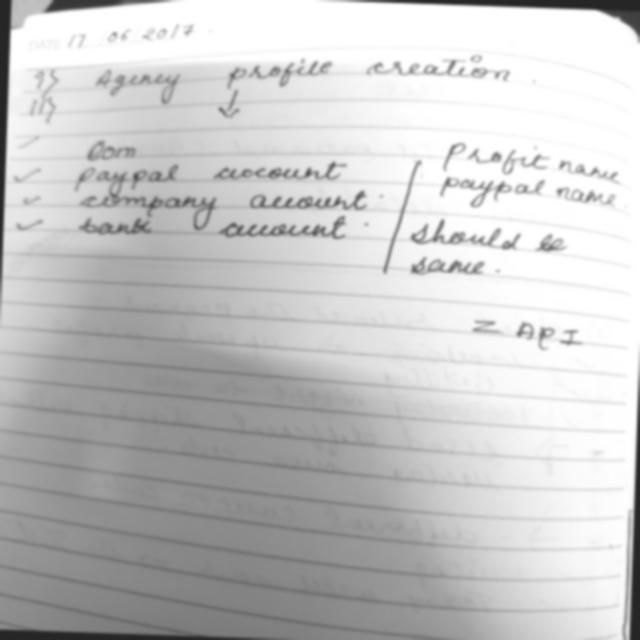 DATE 17 06 2017.
9) Agency profile creation.
11)
Dom
✓ paypal account
✓ company account.
✓ bank account.
Profit name
paypal name.
should be
same.
= API